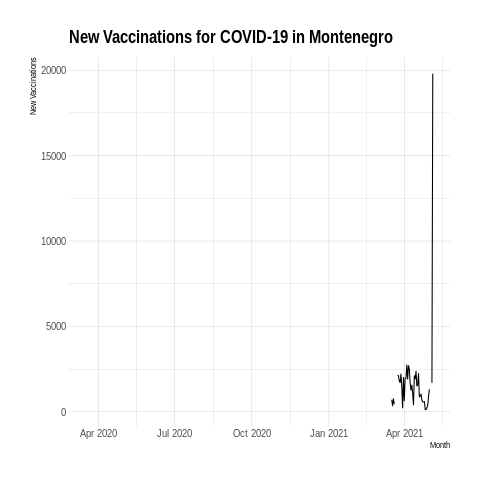 New Vaccinations for COVID-19 in Montenegro
New Vaccinations
20000
15000
10000
5000
0
Apr 2020 Jul 2020 Oct 2020 Jan 2021 Apr 2021
Month